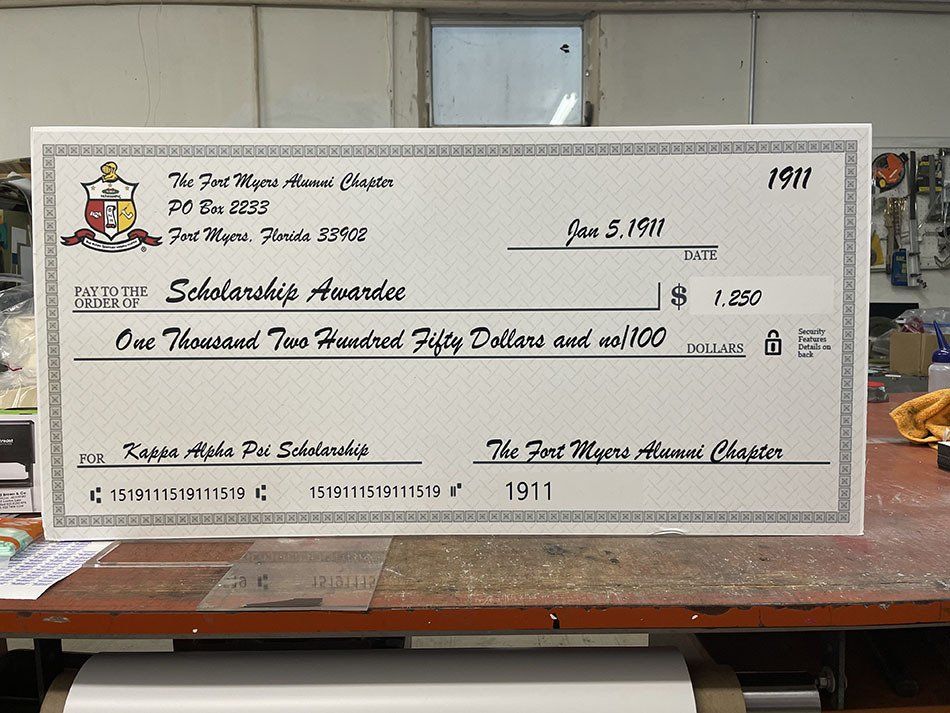 The Fort Myers Alumni Chapter
PO Box 2233
Fort Myers, Florida 33902
1911
Jan 5, 1911
DATE
PAY TO THE
ORDER OF
Scholarship Awardee
$ 1,250
One Thousand Two Hundred Fifty Dollars and no/100
DOLLARS
Security
Features
Details on
back
FOR Kappa Alpha Psi Scholarship
The Fort Myers Alumni Chapter
1519111519111519
1519111519111519
1911